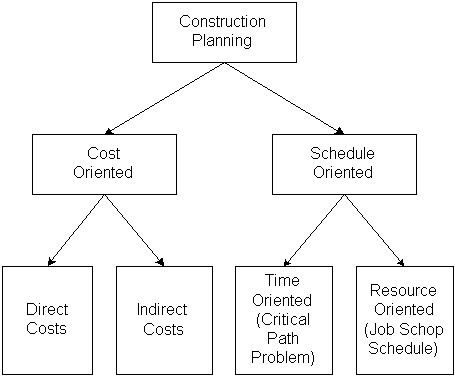 Construction
Planning
Cost
Oriented
Schedule
Oriented
Direct
Costs
Indirect
Costs
Time
Oriented
(Critical
Path
Problem)
Resource
Oriented
(Job Schop
Schedule)